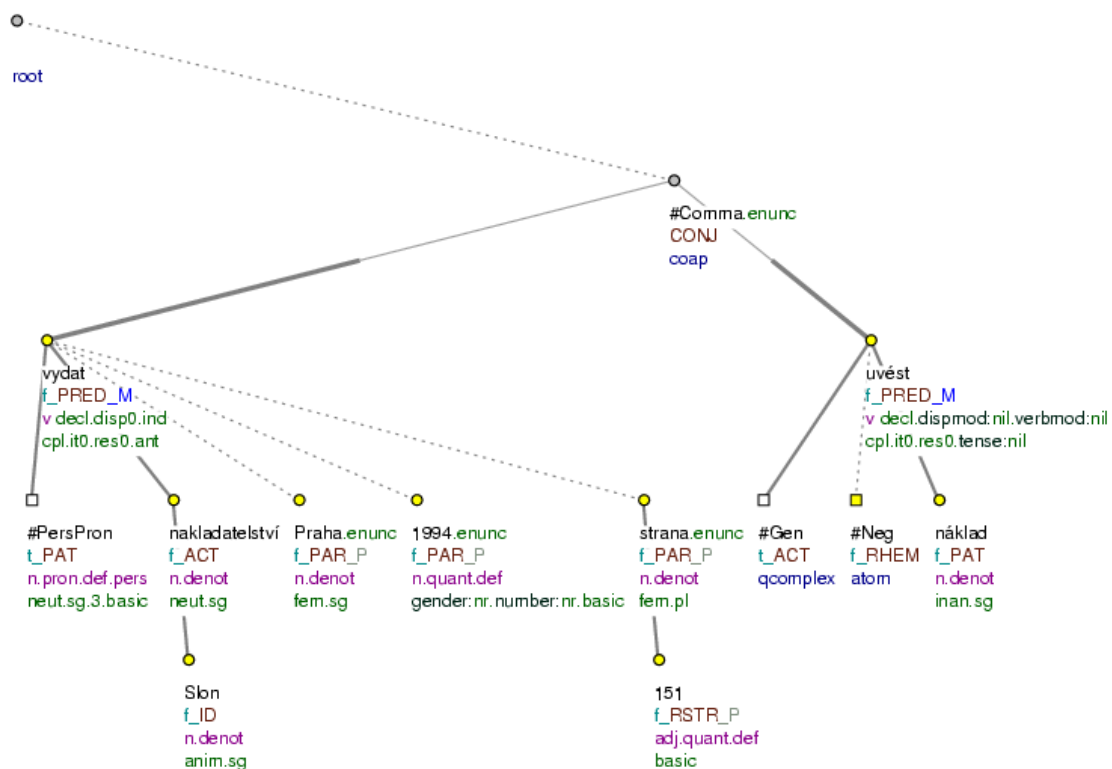 root
#Comma.enunc
CONJ
coap
vydat
f_PRED_M
v decl.disp0.ind
cpl.it0.res0.ant
uvést
f_PRED_M
v decl.dispmod:nil.verbmod:nil
cpl.it0.res0.tense:nil
#PersPron
t_PAT
n.pron.def.pers
neut.sg.3.basic
nakladatelství
f_ACT
n.denot
neut.sg
Praha.enunc
f_PAR_P
n.denot
fem.sg
1994.enunc
f_PAR_P
n.quant.def
gender:nr.number:nr.basic
strana.enunc
f_PAR_P
n.denot
fem.pl
#Gen
t_ACT
qcomplex
#Neg
f_RHEM
atom
náklad
f_PAT
n.denot
inan.sg
Slon
f_ID
n.denot
anim.sg
151
f_RSTR_P
adj.quant.def
basic